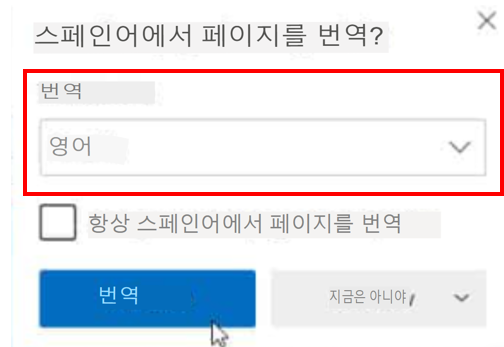 스페인어에서 페이지를 번역?
번역
영어
항상 스페인어에서 페이지를 번역
번역
지금은 아니야,